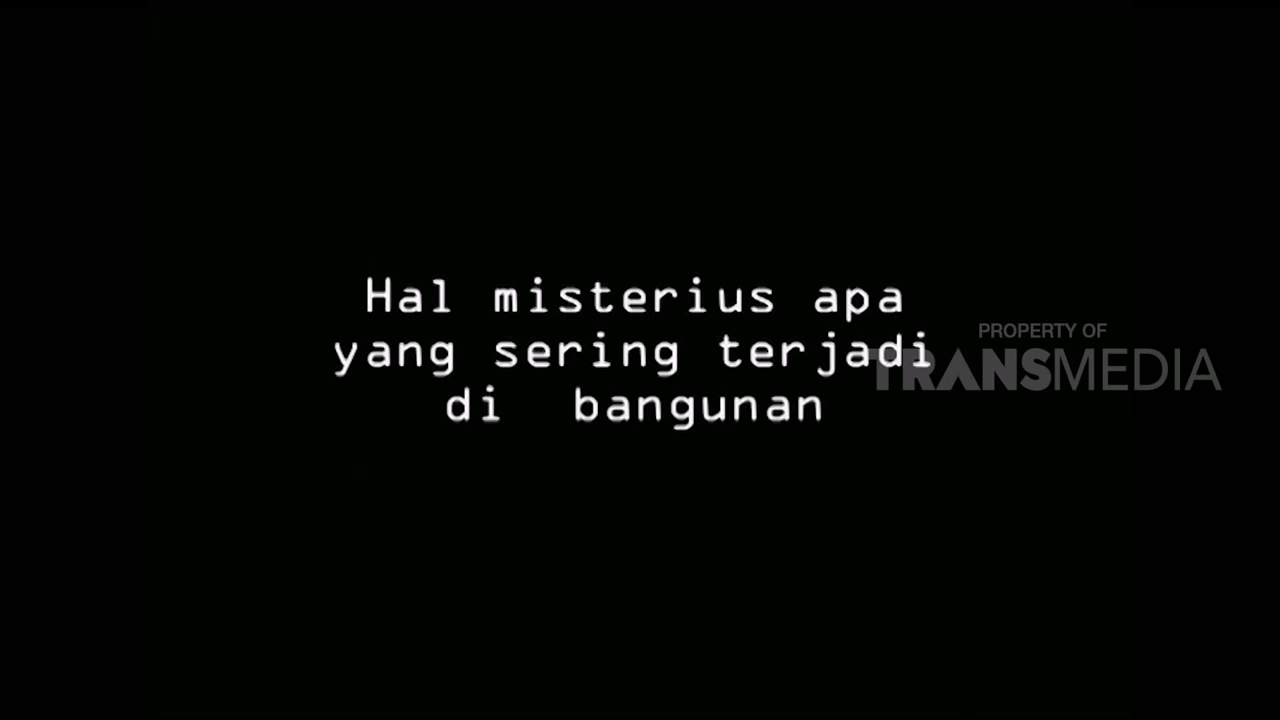 Hal misterius apa
yang sering terjadi
di bangunan
PROPERTY OF
TRANSMEDIA